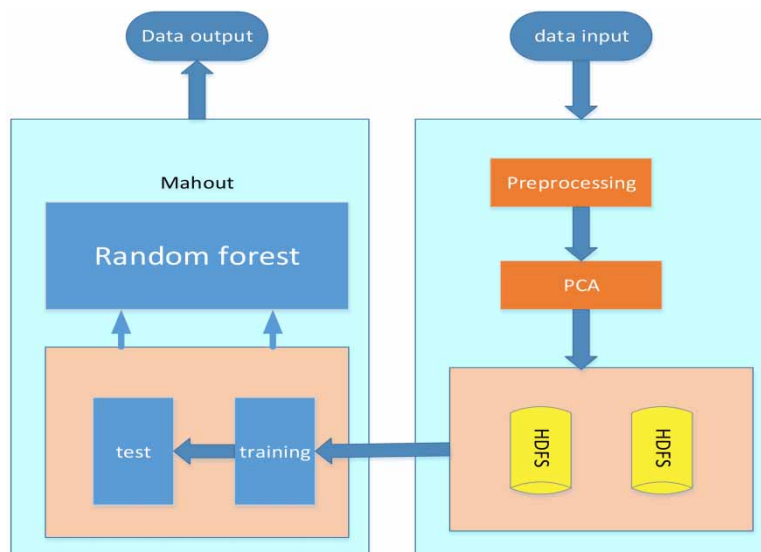 Data output
data input
Mahout
Random forest
Preprocessing
PCA
test
training
HDFS
HDFS